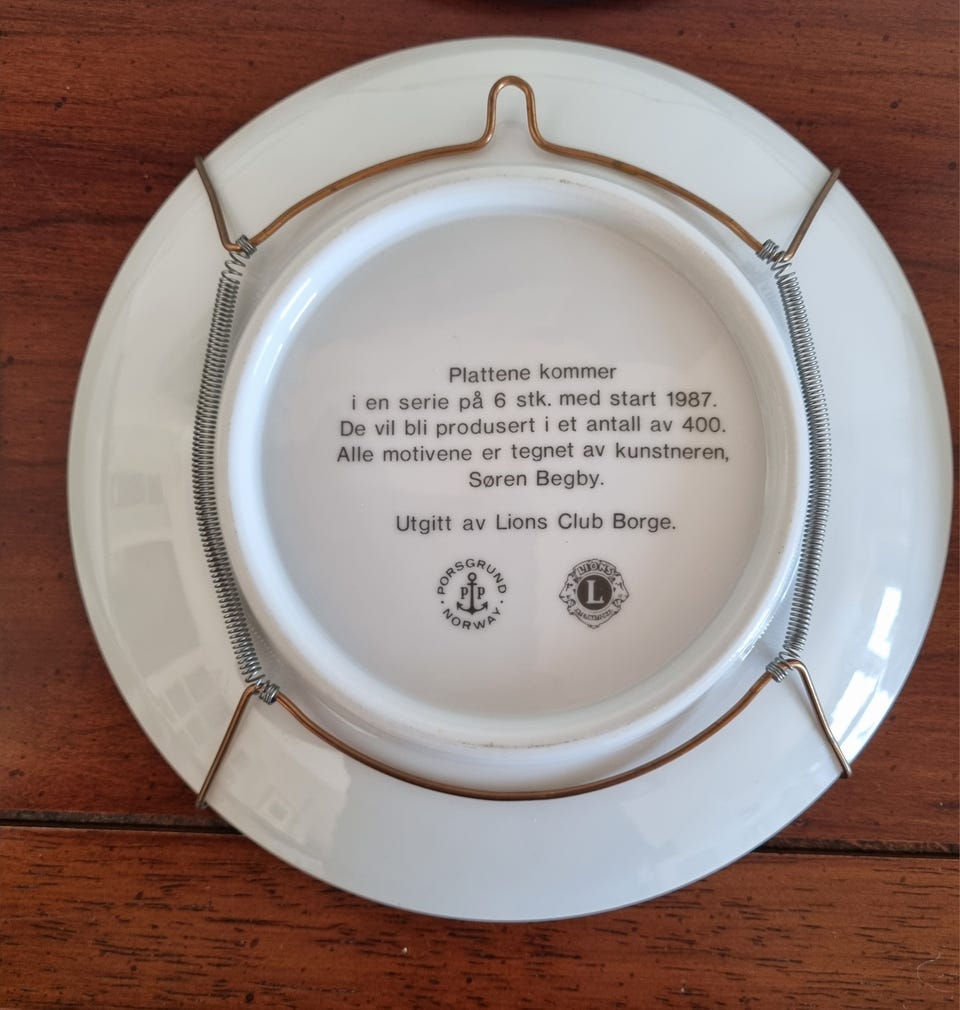 Plattene kommer
i en serie på 6 stk. med start 1987.
De vil bli produsert i et antall av 400.
Alle motivene er tegnet av kunstneren,
Søren Begby.
Utgitt av Lions Club Borge.
PORSGRUND
P P
NORWAY
LIONS
L